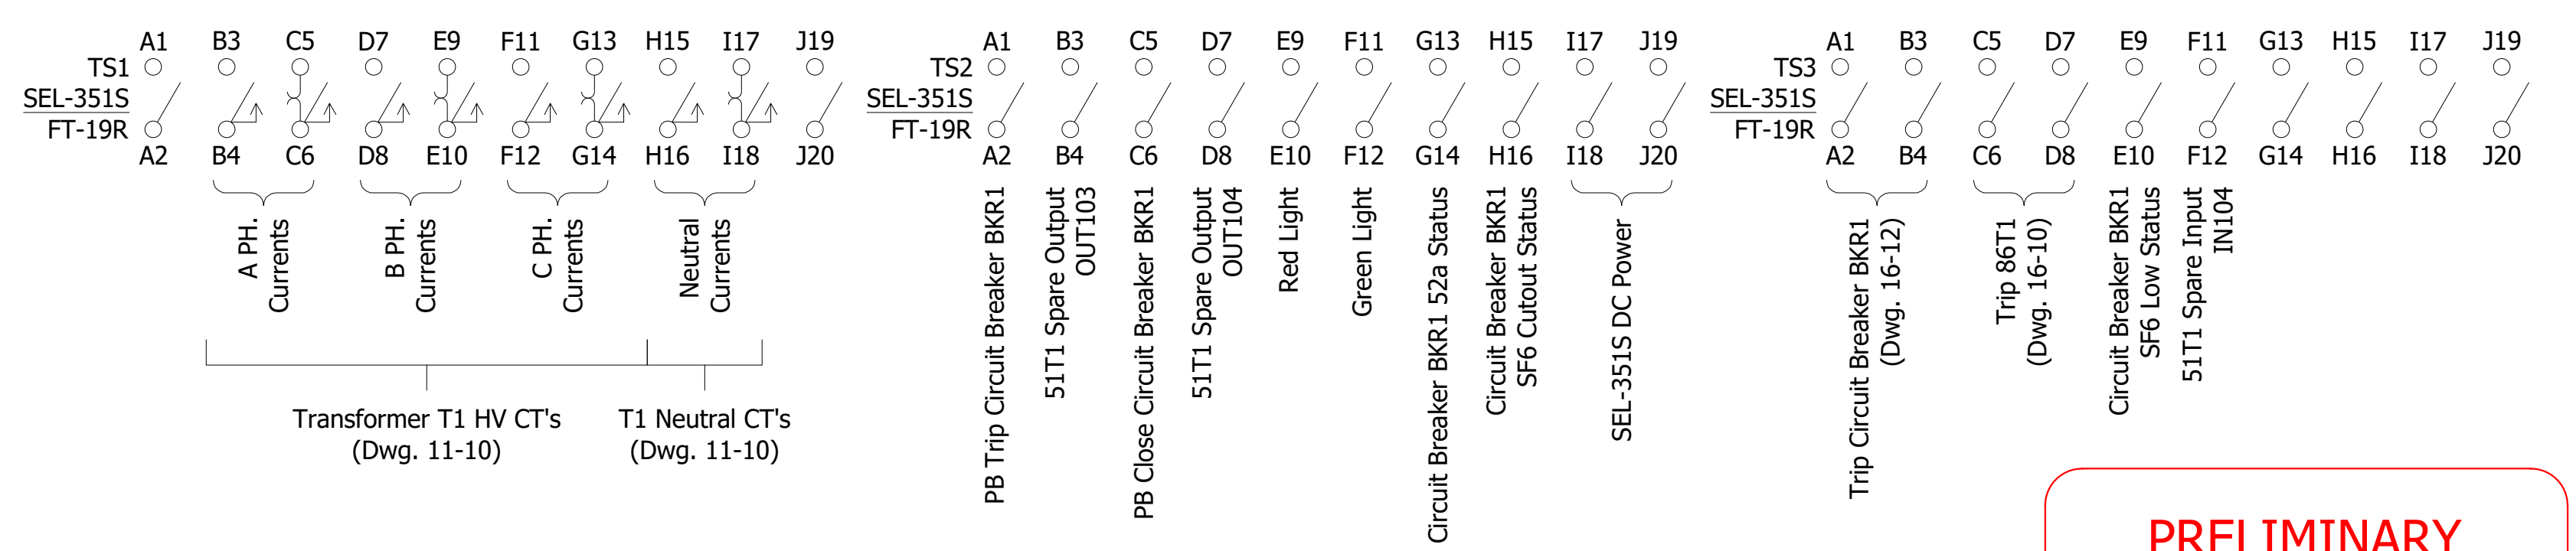 A1 B3 C5 D7 E9 F11 G13 H15 I17 J19
TS1
SEL-351S
FT-19R
A2 B4 C6 D8 E10 F12 G14 H16 I18 J20
A PH.
Currents
B PH.
Currents
C PH.
Currents
Neutral
Currents
Transformer T1 HV CT's
(Dwg. 11-10)
T1 Neutral CT's
(Dwg. 11-10)
A1 B3 C5 D7 E9 F11 G13 H15 I17 J19
TS2
SEL-351S
FT-19R
A2 B4 C6 D8 E10 F12 G14 H16 I18 J20
PB Trip Circuit Breaker BKR1
51T1 Spare Output
OUT103
PB Close Circuit Breaker BKR1
51T1 Spare Output
OUT104
Red Light
Green Light
Circuit Breaker BKR1 52a Status
Circuit Breaker BKR1
SF6 Cutout Status
SEL-351S DC Power
A1 B3 C5 D7 E9 F11 G13 H15 I17 J19
TS3
SEL-351S
FT-19R
A2 B4 C6 D8 E10 F12 G14 H16 I18 J20
Trip Circuit Breaker BKR1
(Dwg. 16-12)
Trip 86T1
(Dwg. 16-10)
Circuit Breaker BKR1
SF6 Low Status
51T1 Spare Input
IN104
PRELIMINARY